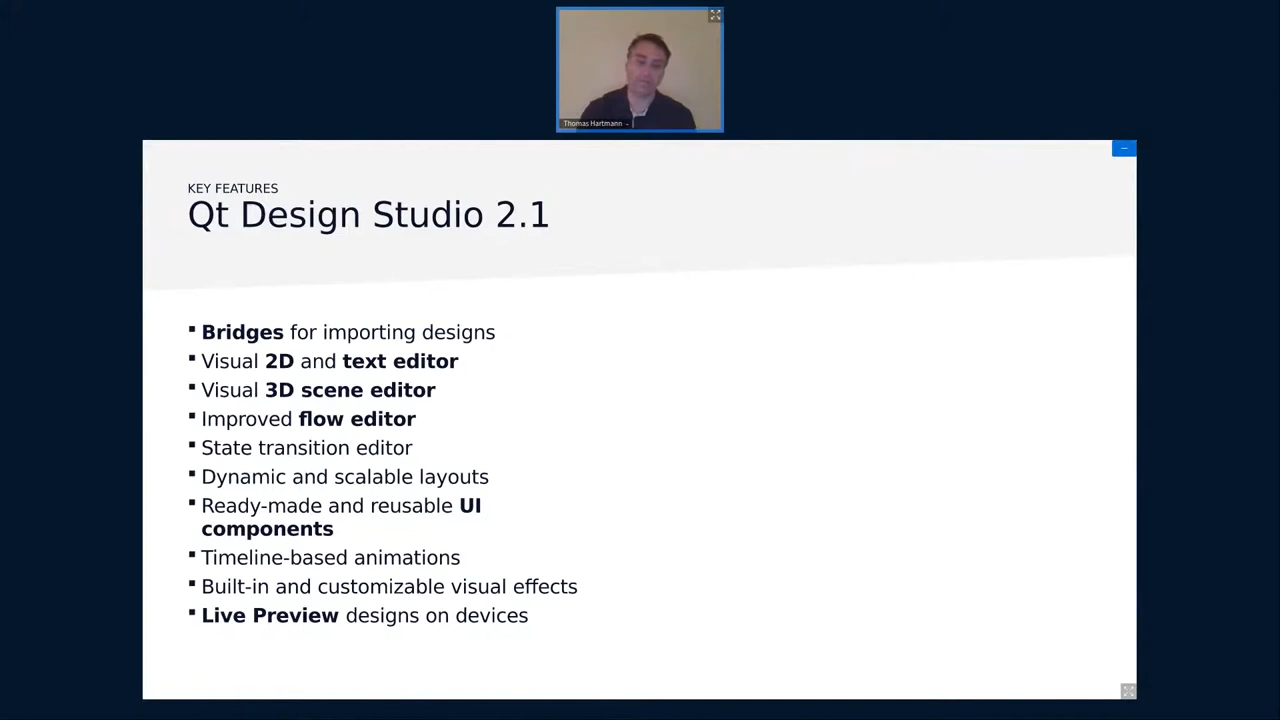 Thomas Hartmann -
KEY FEATURES
Qt Design Studio 2.1
▪ Bridges for importing designs
▪ Visual 2D and text editor
▪ Visual 3D scene editor
▪ Improved flow editor
▪ State transition editor
▪ Dynamic and scalable layouts
▪ Ready-made and reusable UI
components
▪ Timeline-based animations
▪ Built-in and customizable visual effects
▪ Live Preview designs on devices